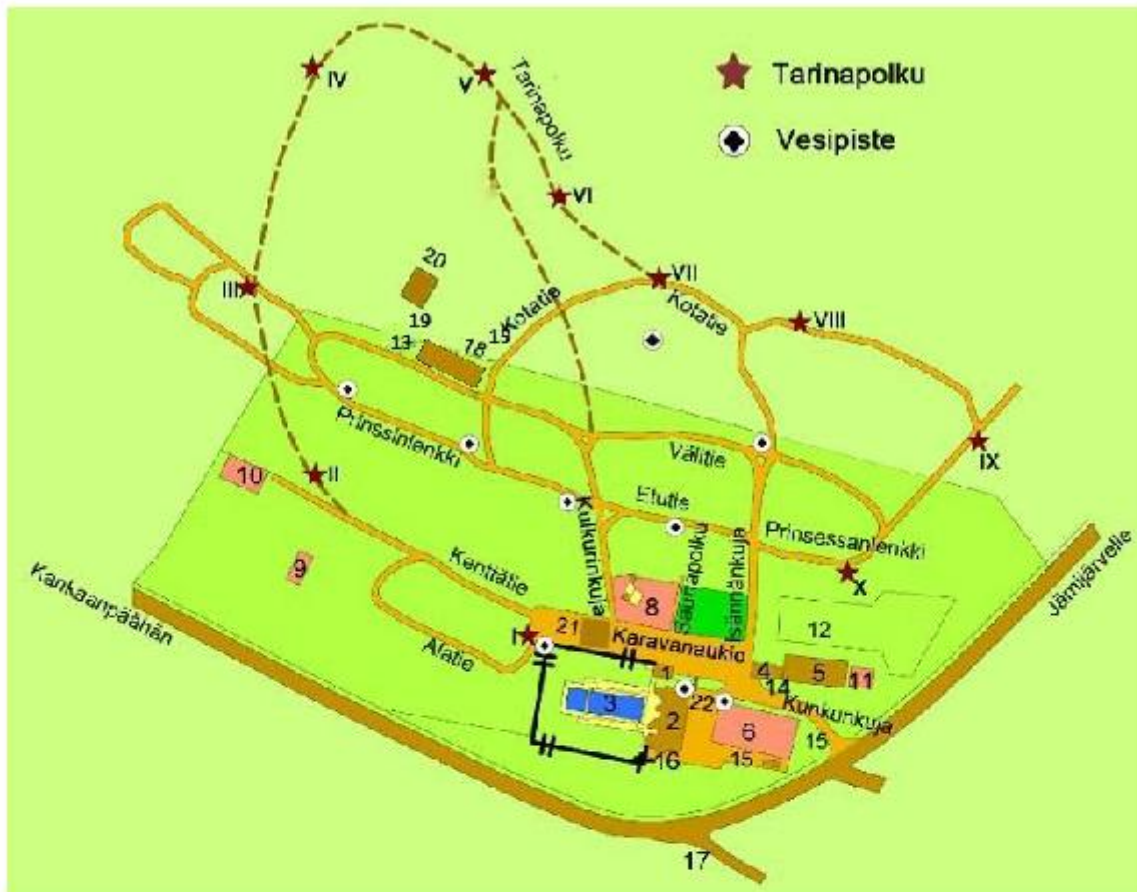 Tarinapolku
Vesipiste
IV
V
Tarinapolku
VI
VII
VIII
III
20
19
13
18
15
Kotatie
Kotatie
IX
Prinssinlenkki
Välitie
II
10
Kulkurinkuja
Etutie
Saunapolku
Isännänkuja
Prinsessanlenkki
X
Jämijärvelle
Kankaanpäähän
9
Kenttätie
Alatie
I
21
8
Karavanaukio
12
1
4
5
11
14
3
2
22
Kunkunkuja
6
15
15
16
17